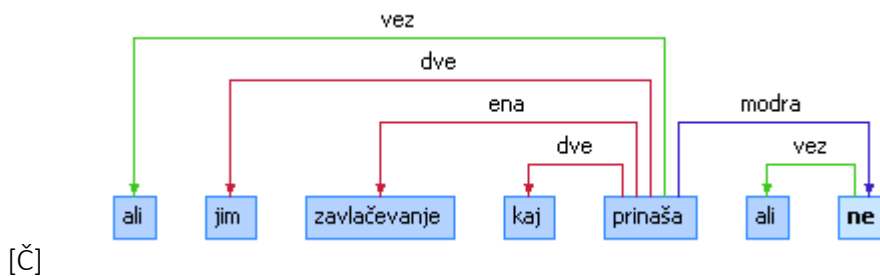 vez
dve
ena modra
dve vez
ali jim zavlačevanje kaj prinaša ali ne
[Č]